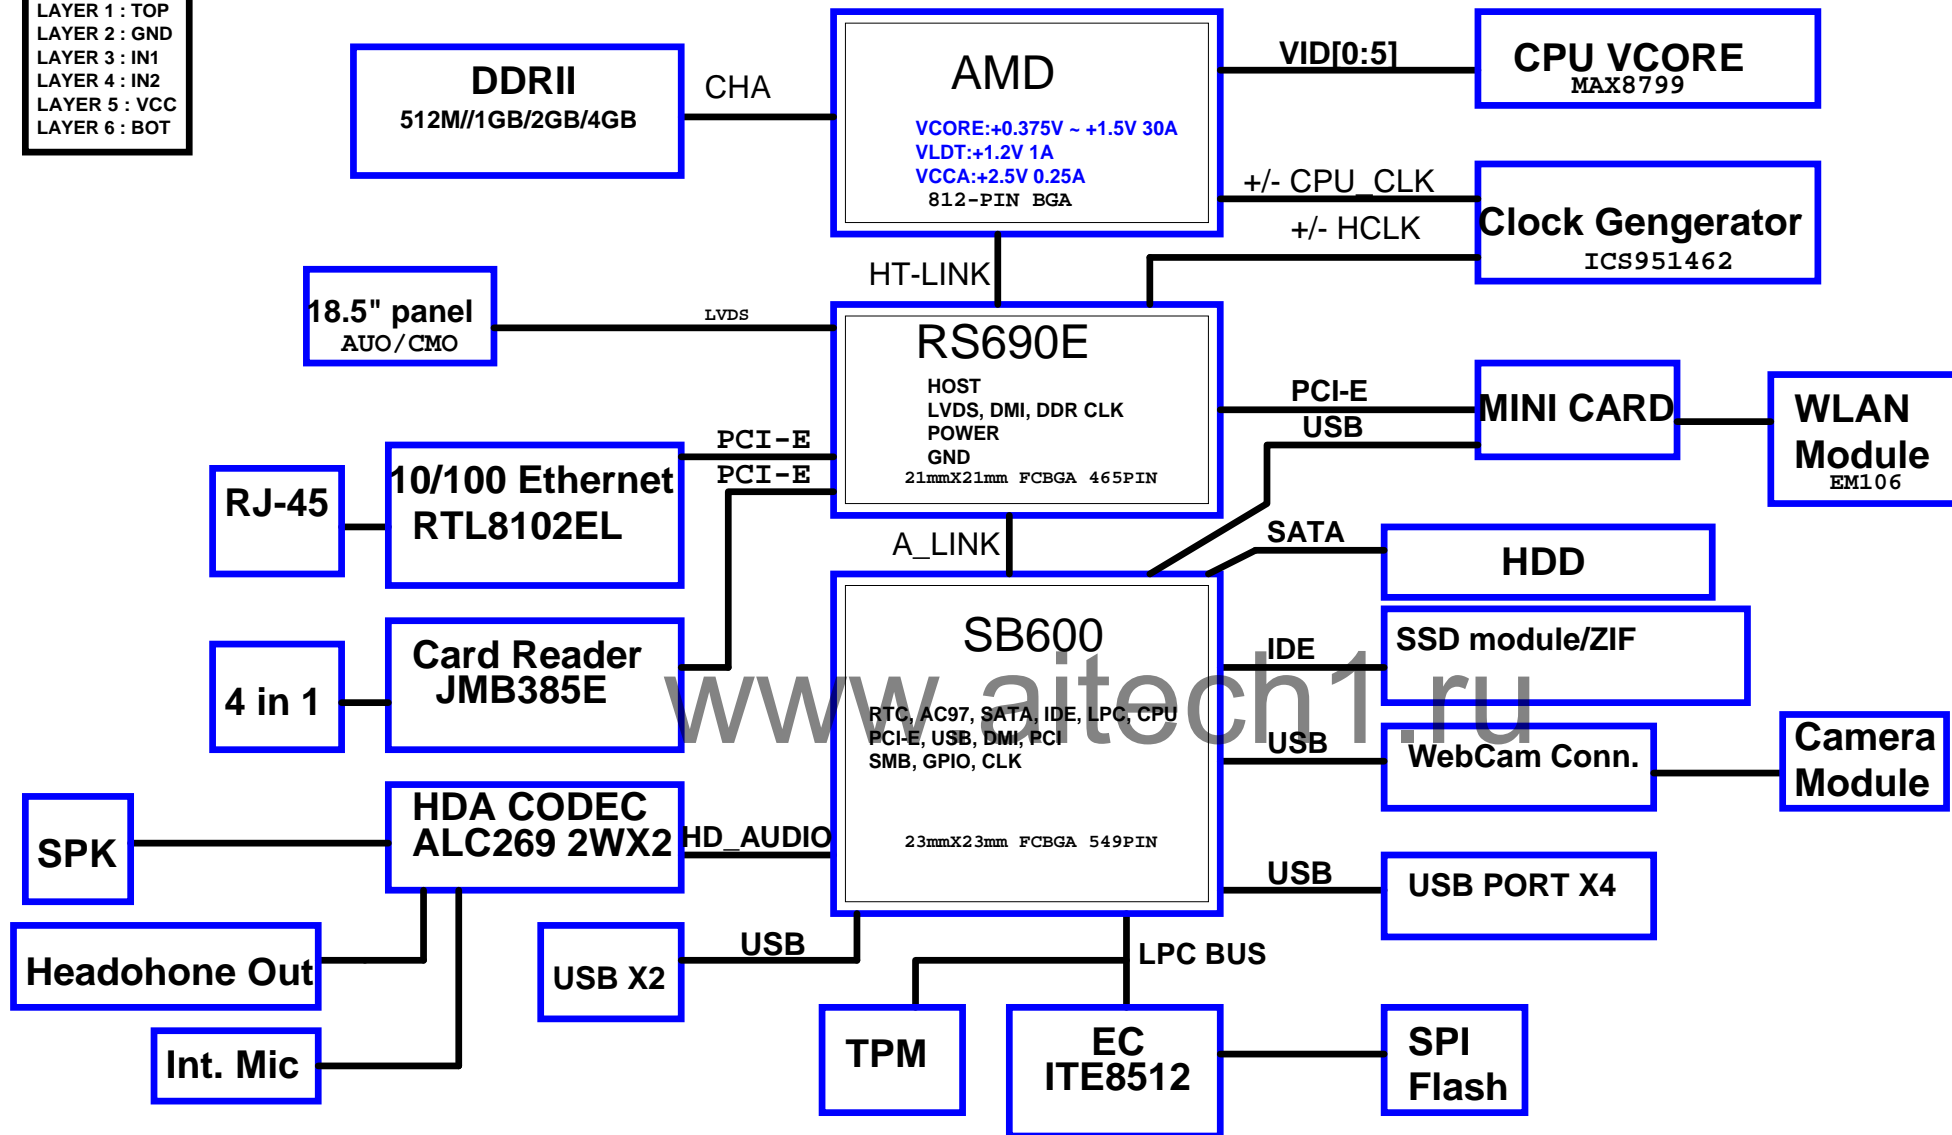 LAYER 1 : TOP
LAYER 2 : GND
LAYER 3 : IN1
LAYER 4 : IN2
LAYER 5 : VCC
LAYER 6 : BOT
DDRII
512M//1GB/2GB/4GB
CHA
AMD
VCORE:+0.375V ~ +1.5V 30A
VLDT:+1.2V 1A
VCCA:+2.5V 0.25A
812-PIN BGA
VID[0:5]
CPU VCORE
MAX8799
+/- CPU_CLK
+/- HCLK
Clock Gengerator
ICS951462
HT-LINK
18.5" panel
AUO/CMO
LVDS
RS690E
HOST
LVDS, DMI, DDR CLK
POWER
GND
21mmX21mm FCBGA 465PIN
PCI-E
USB
MINI CARD
WLAN
Module
EM106
RJ-45
10/100 Ethernet
RTL8102EL
PCI-E
PCI-E
A_LINK
SATA
HDD
4 in 1
Card Reader
JMB385E
SB600
RTC, AC97, SATA, IDE, LPC, CPU
PCI-E, USB, DMI, PCI
SMB, GPIO, CLK
23mmX23mm FCBGA 549PIN
www.aitech1.ru
IDE
SSD module/ZIF
USB
WebCam Conn.
Camera
Module
SPK
HDA CODEC
ALC269 2WX2
HD_AUDIO
USB
USB PORT X4
Headohone Out
Int. Mic
USB X2
USB
LPC BUS
TPM
EC
ITE8512
SPI
Flash